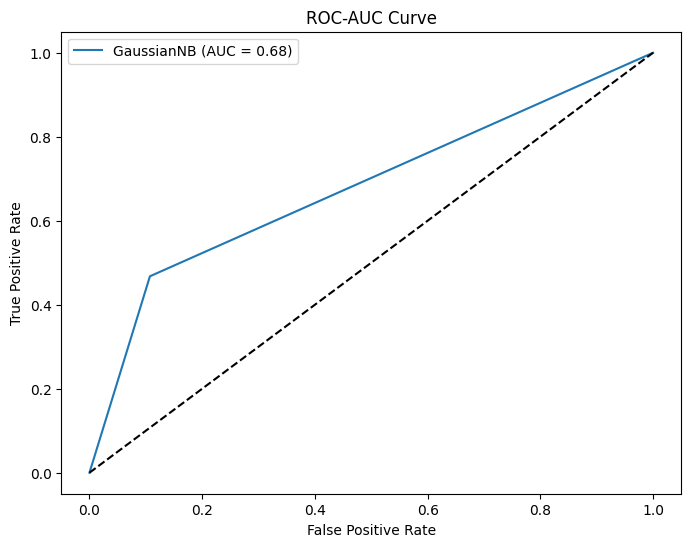 ROC-AUC Curve
GaussianNB (AUC = 0.68)
1.0
0.8
0.6
0.4
0.2
0.0
True Positive Rate
0.0 0.2 0.4 0.6 0.8 1.0
False Positive Rate